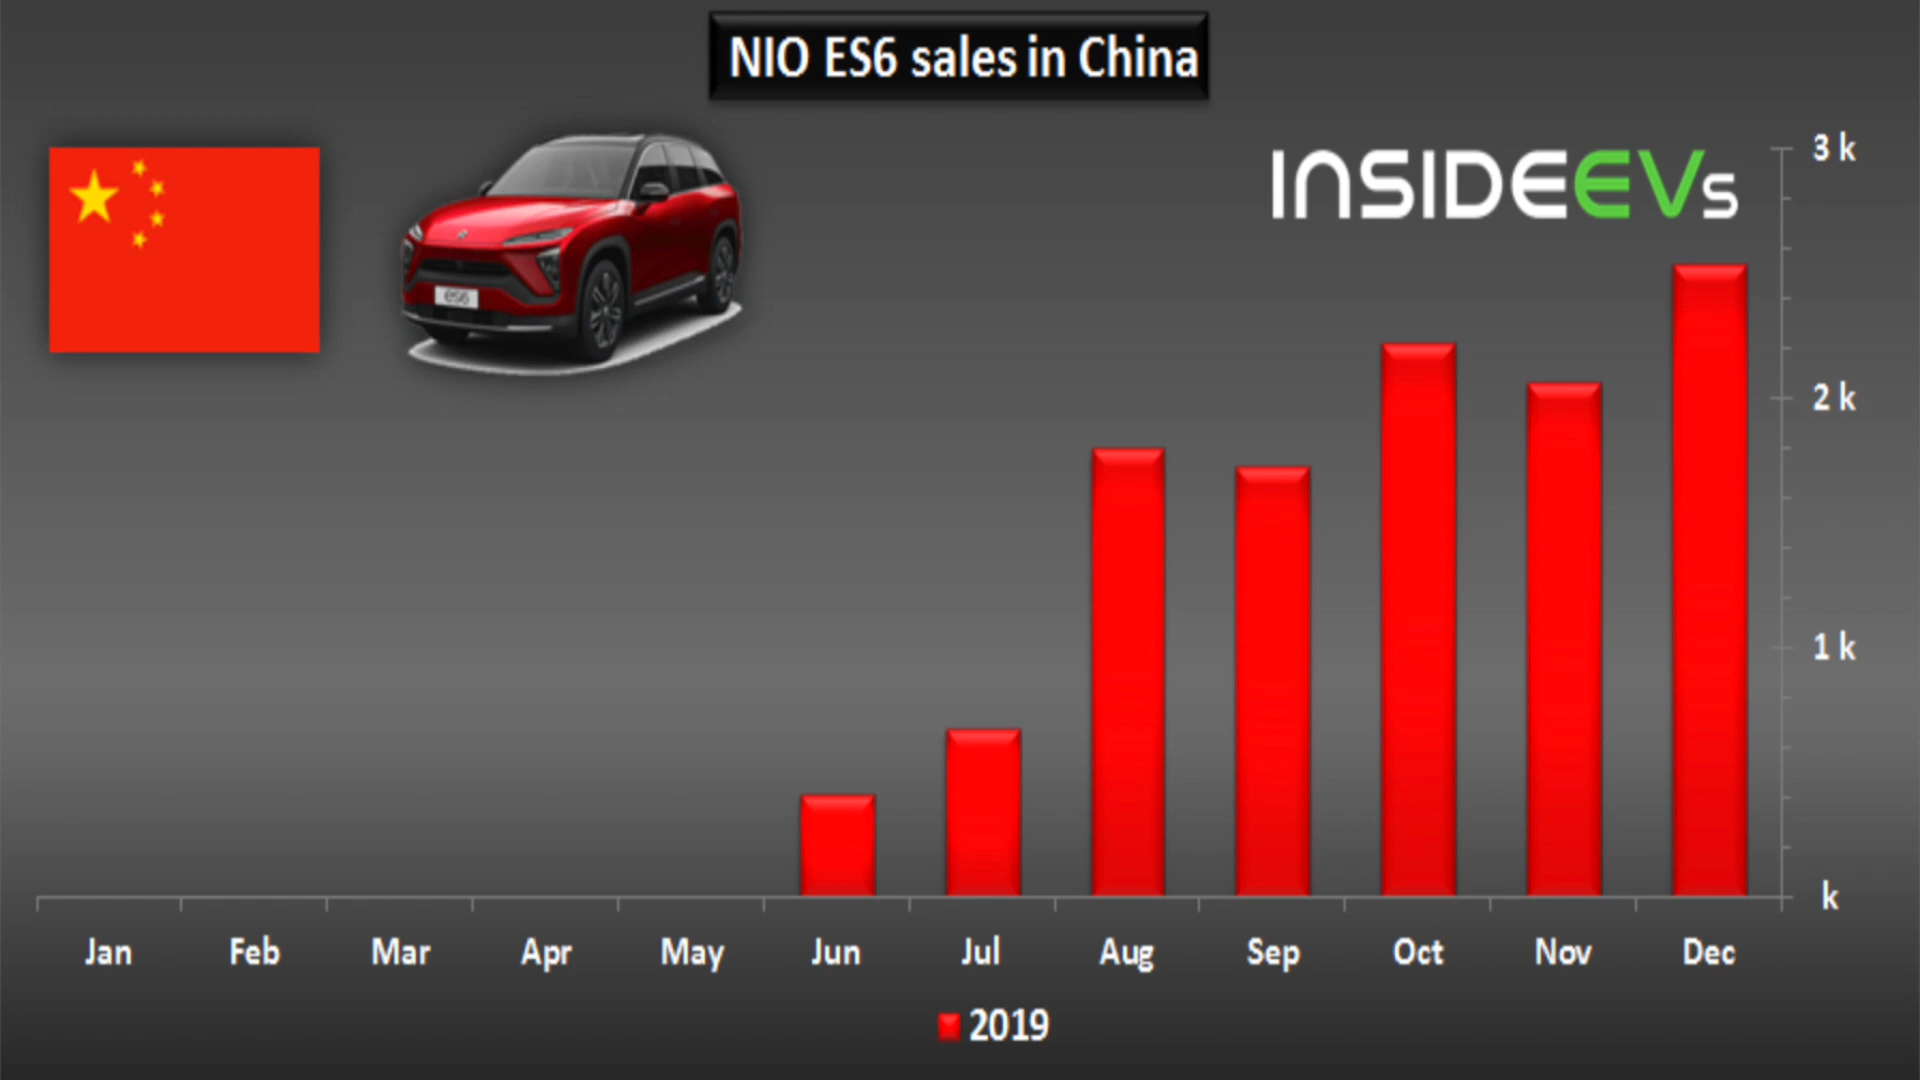 NIO ES6 sales in China
INSIDEEVs
ES6
3 k
2 k
1 k
k
Jan Feb Mar Apr May Jun Jul Aug Sep Oct Nov Dec
2019